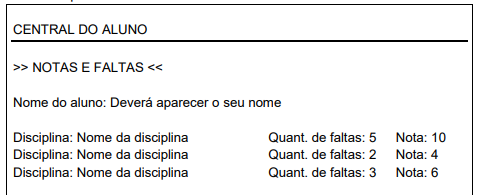 CENTRAL DO ALUNO
>> NOTAS E FALTAS <<
Nome do aluno: Deverá aparecer o seu nome
Disciplina: Nome da disciplina Quant. de faltas: 5 Nota: 10
Disciplina: Nome da disciplina Quant. de faltas: 2 Nota: 4
Disciplina: Nome da disciplina Quant. de faltas: 3 Nota: 6